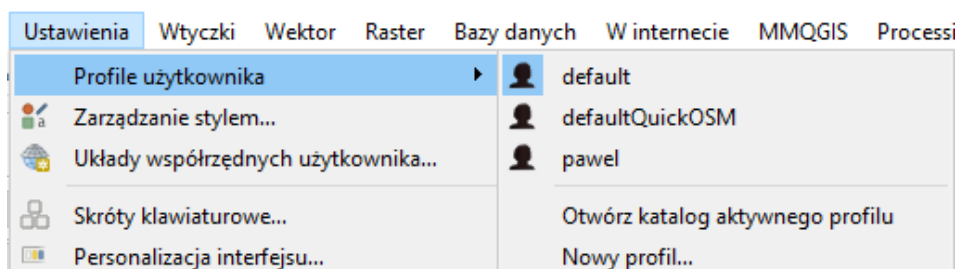 Ustawienia Wtyczki Wektor Raster Bazy danych W internecie MMQGIS Processi
Profile użytkownika default
Zarządzanie stylem... defaultQuickOSM
Układy współrzędnych użytkownika... pawel
Skróty klawiaturowe... Otwórz katalog aktywnego profilu
Personalizacja interfejsu... Nowy profil...